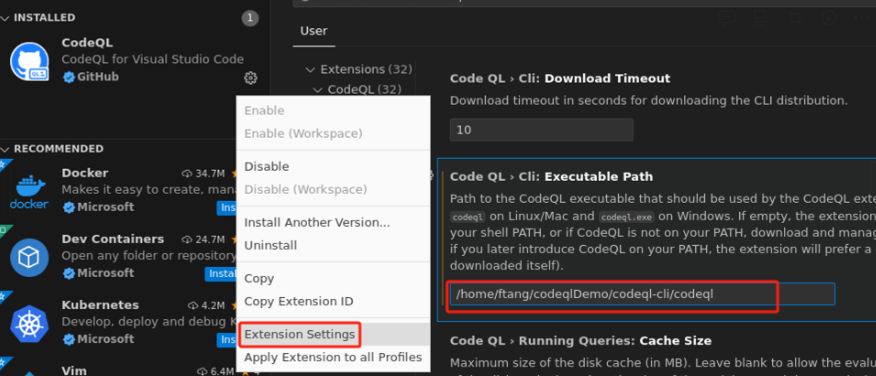 INSTALLED
1
CodeQL
CodeQL for Visual Studio Code
GitHub
RECOMMENDED
Docker 34.7M
Makes it easy to create, man
Microsoft Ins
Dev Containers 24.7M
Open any folder or repository
Microsoft Instal
Kubernetes 4.2M
Develop, deploy and debug K
Microsoft Ins
Vim 6.4M 4
Enable
Enable (Workspace)
Disable
Disable (Workspace)
Install Another Version...
Uninstall
Copy
Copy Extension ID
Extension Settings
Apply Extension to all Profiles
User
Extensions (32)
CodeQL (32)
Code QL › Cli: Download Timeout
Download timeout in seconds for downloading the CLI distribution.
10
Code QL › Cli: Executable Path
Path to the CodeQL executable that should be used by the CodeQL exte
codeql on Linux/Mac and codeql.exe on Windows. If empty, the extension
your shell PATH, or if CodeQL is not on your PATH, download and manag
if you later introduce CodeQL on your PATH, the extension will prefer a
downloaded itself).
/home/ftang/codeqlDemo/codeql-cli/codeql
Code QL › Running Queries: Cache Size
Maximum size of the disk cache (in MB). Leave blank to allow the evalua